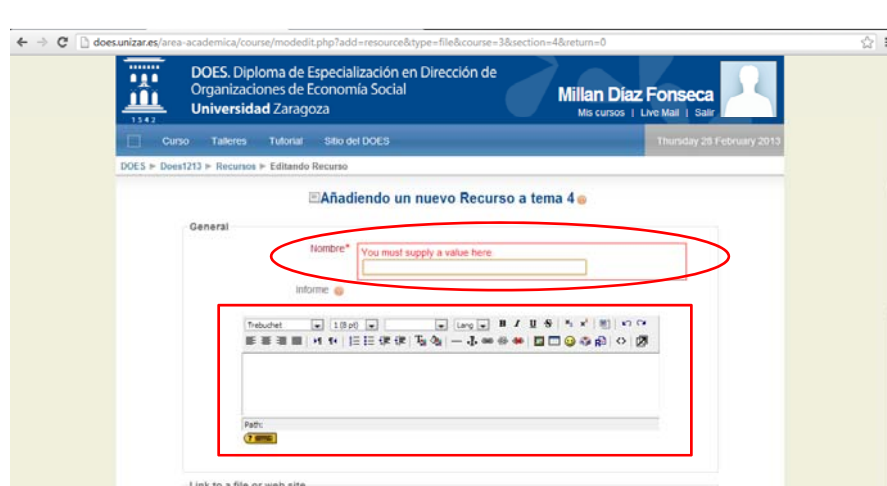 does.unizar.es/area-academica/course/modedit.php?add=resource&type=file&course=3&section=4&return=0
DOES. Diploma de Especialización en Dirección de
Organizaciones de Economía Social
Universidad Zaragoza
1542
Millan Díaz Fonseca
Mis cursos | Live Mail | Salir
Curso Talleres Tutorial Sitio del DOES
Thursday 28 February 2013
DOES ► Does1213 ► Recursos ► Editando Recurso
Añadiendo un nuevo Recurso a tema 4
General
Nombre*
You must supply a value here
Informe
Trebuchet 1 (8 pt) Lang B I U S
Path:
Link to a file or web site